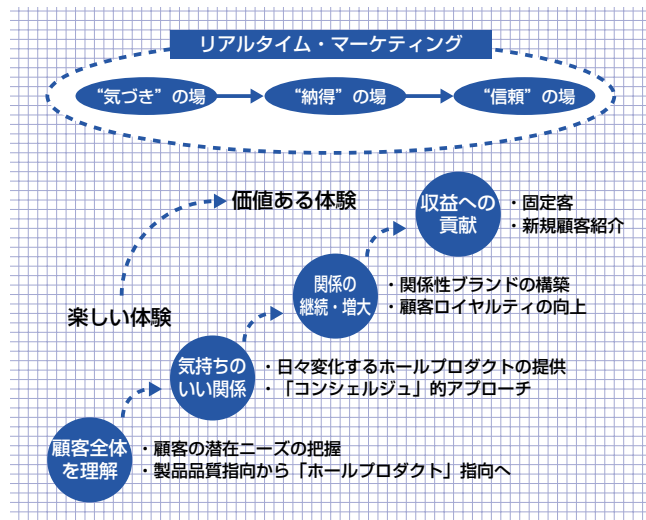 リアルタイム・マーケティング
“気づき”の場
“納得”の場
“信頼”の場
価値ある体験
収益への
貢献
・固定客
・新規顧客紹介
関係の
継続・増大
・関係性ブランドの構築
・顧客ロイヤルティの向上
楽しい体験
気持ちの
いい関係
・日々変化するホールプロダクトの提供
・「コンシェルジュ」的アプローチ
顧客全体
を理解
・顧客の潜在ニーズの把握
・製品品質指向から「ホールプロダクト」指向へ